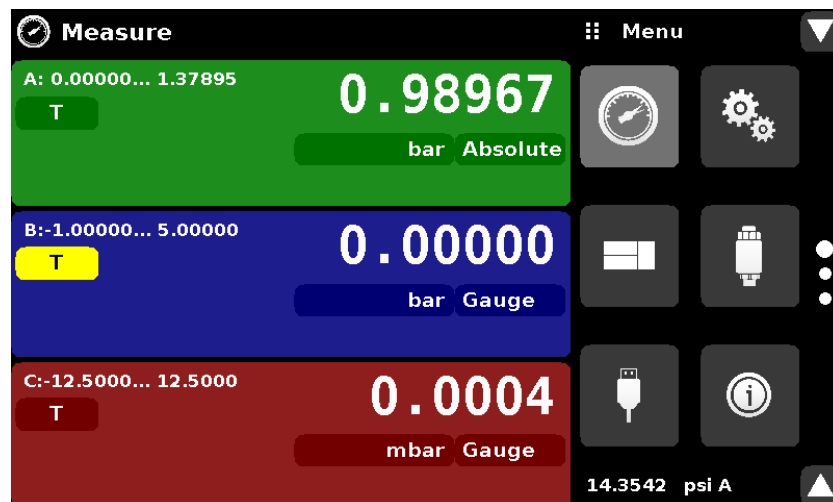 Measure
Menu
A: 0.00000... 1.37895
0.98967
T
bar Absolute
B:-1.00000... 5.00000
0.00000
T
bar Gauge
C:-12.5000... 12.5000
0.0004
T
mbar Gauge
14.3542 psi A